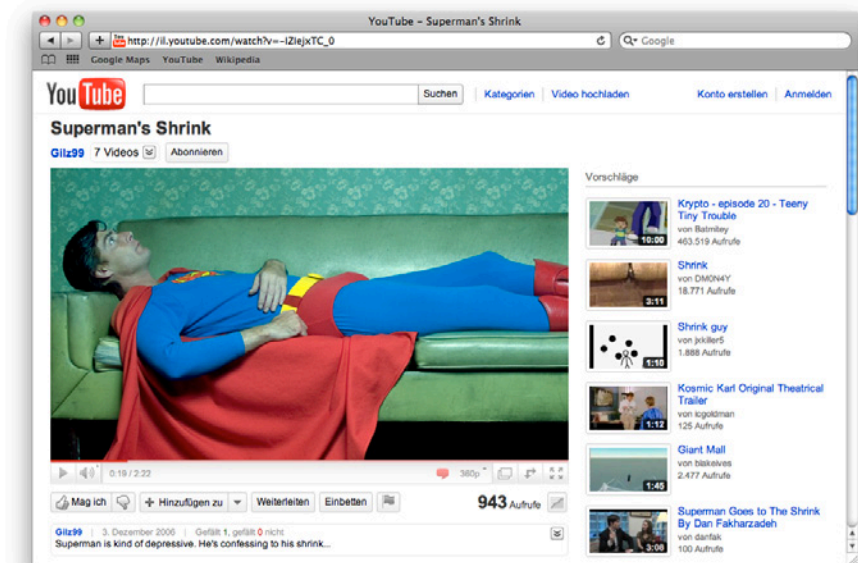 YouTube – Superman's Shrink
http://il.youtube.com/watch?v=-IZIejxTC_0
Google
Google Maps YouTube Wikipedia
YouTube
Suchen
Kategorien
Video hochladen
Konto erstellen
Anmelden
Superman's Shrink
Gilz99 7 Videos Abonnieren
0:19 / 2:22
360p
Mag ich
Hinzufügen zu
Weiterleiten
Einbetten
943 Aufrufe
Gilz99 | 3. Dezember 2006 | Gefällt 1, gefällt 0 nicht
Superman is kind of depressive. He's confessing to his shrink...
Vorschläge
10:00
Krypto - episode 20 - Teeny
Tiny Trouble
von Batmitey
463.519 Aufrufe
3:11
Shrink
von DM0N4Y
18.771 Aufrufe
1:10
Shrink guy
von jxkiller5
1.888 Aufrufe
1:12
Kosmic Karl Original Theatrical
Trailer
von icgoldman
125 Aufrufe
1:45
Giant Mall
von blakeives
2.477 Aufrufe
3:06
Superman Goes to The Shrink
By Dan Fakharzadeh
von danfak
100 Aufrufe